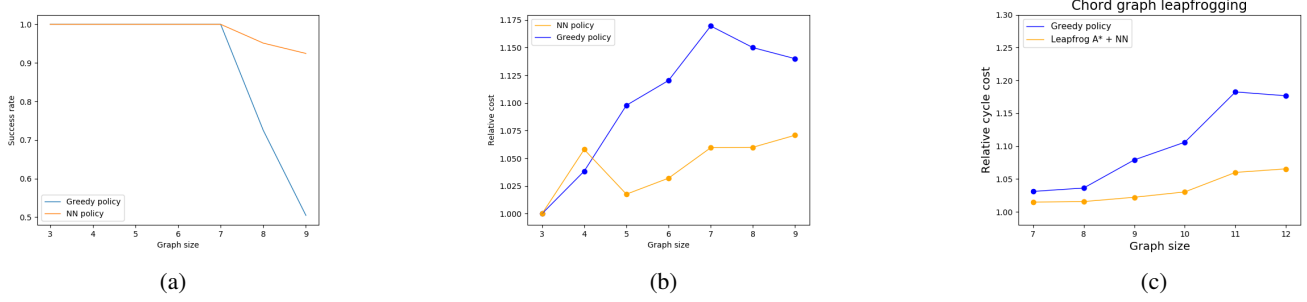 1.0
0.9
0.8
0.7
0.6
0.5
Success rate
Greedy policy
NN policy
3 4 5 6 7 8 9
Graph size
(a)
1.175
1.150
1.125
1.100
1.075
1.050
1.025
1.000
Relative cost
NN policy
Greedy policy
3 4 5 6 7 8 9
Graph size
(b)
Chord graph leapfrogging
1.30
1.25
1.20
1.15
1.10
1.05
1.00
Relative cycle cost
Greedy policy
Leapfrog A* + NN
7 8 9 10 11 12
Graph size
(c)